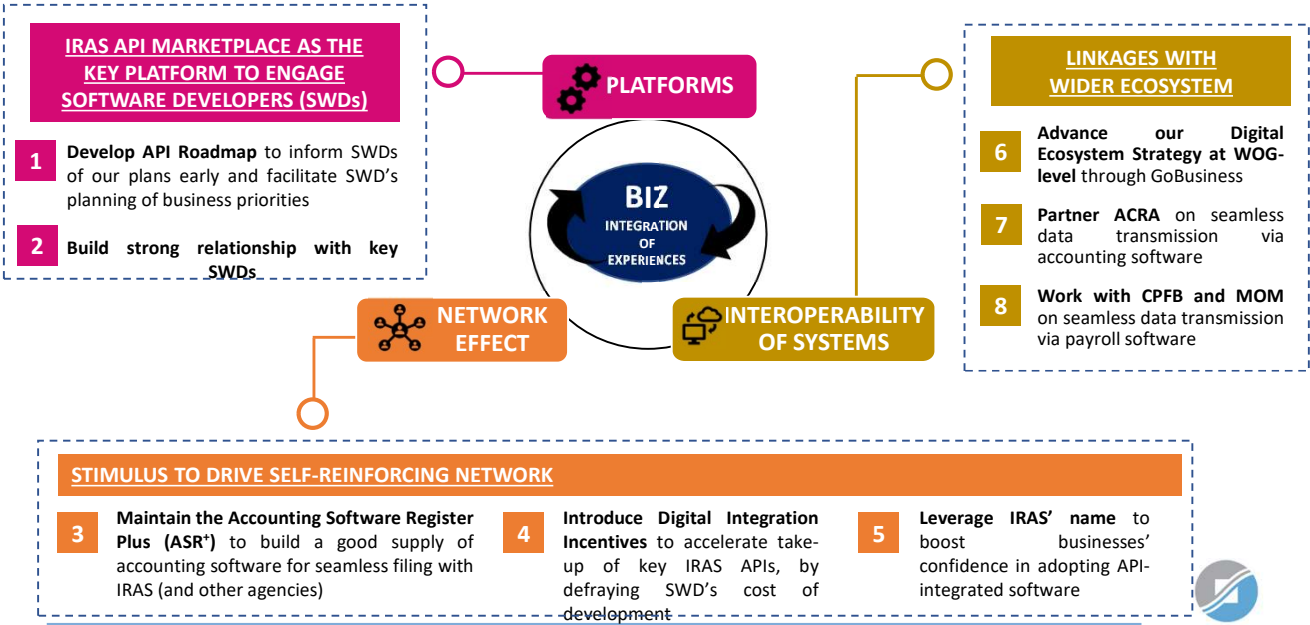 IRAS API MARKETPLACE AS THE
KEY PLATFORM TO ENGAGE
SOFTWARE DEVELOPERS (SWDs)
1
Develop API Roadmap to inform SWDs
of our plans early and facilitate SWD's
planning of business priorities
2
Build strong relationship with key
SWDs
PLATFORMS
BIZ
INTEGRATION
OF
EXPERIENCES
NETWORK
EFFECT
INTEROPERABILITY
OF SYSTEMS
LINKAGES WITH
WIDER ECOSYSTEM
6
Advance our Digital
Ecosystem Strategy at WOG-
level through GoBusiness
7
Partner ACRA on seamless
data transmission via
accounting software
8
Work with CPFB and MOM
on seamless data transmission
via payroll software
STIMULUS TO DRIVE SELF-REINFORCING NETWORK
3
Maintain the Accounting Software Register
Plus (ASR+) to build a good supply of
accounting software for seamless filing with
IRAS (and other agencies)
4
Introduce Digital Integration
Incentives to accelerate take-
up of key IRAS APIs, by
defraying SWD's cost of
development
5
Leverage IRAS' name to
boost businesses'
confidence in adopting API-
integrated software